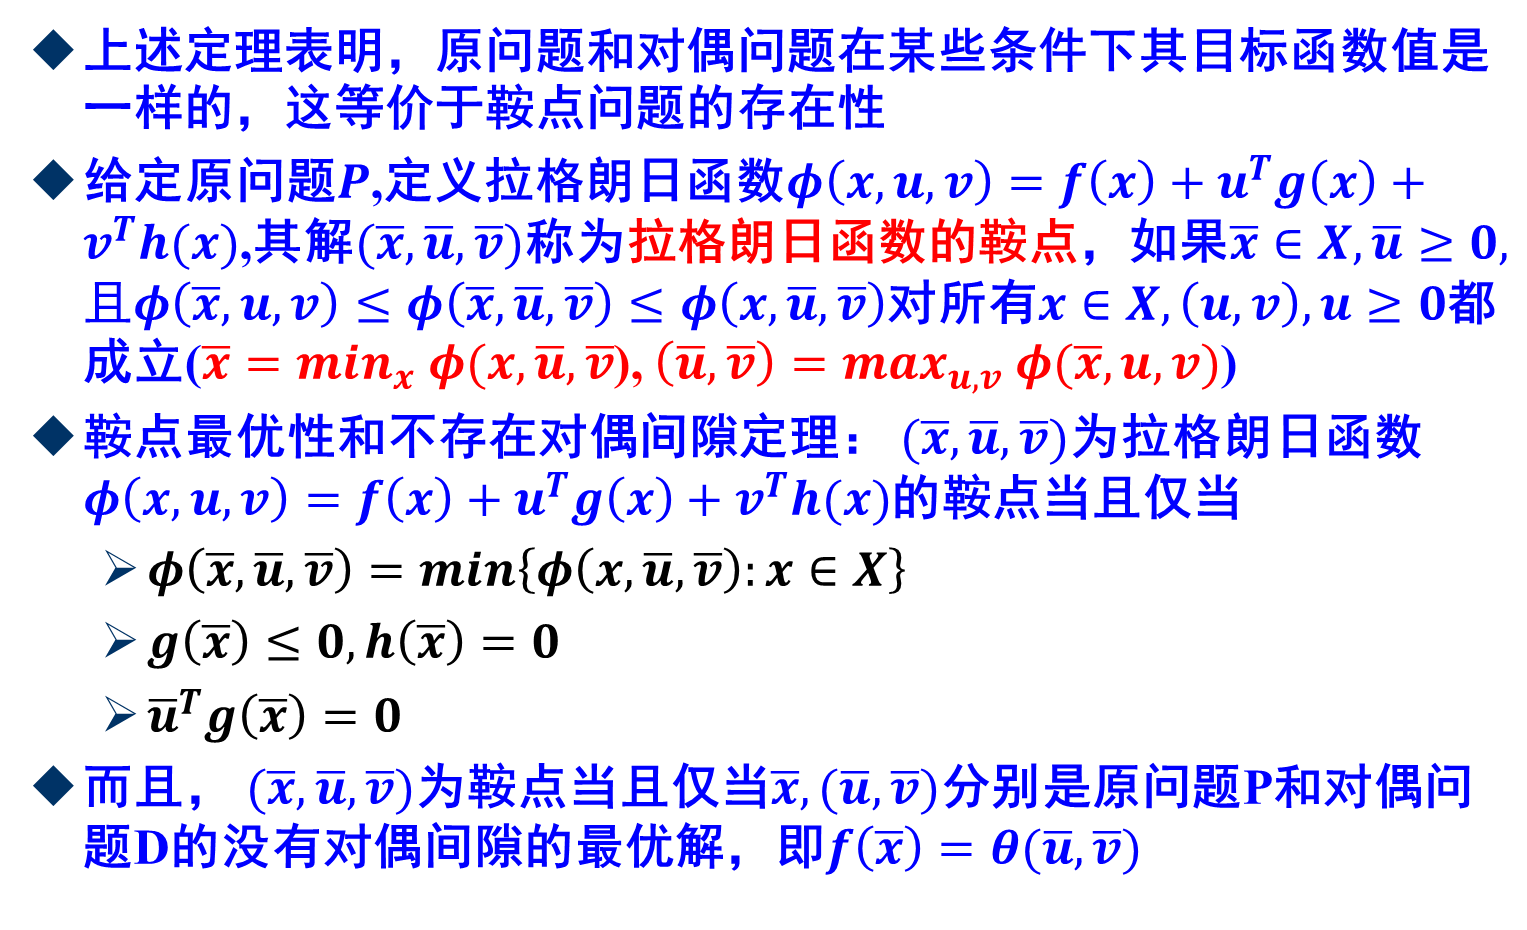 ◆上述定理表明，原问题和对偶问题在某些条件下其目标函数值是
一样的，这等价于鞍点问题的存在性
◆给定原问题P,定义拉格朗日函数ϕ(x, u, v) = f(x) + uᵀg(x) +
vᵀh(x),其解(x̅, u̅, v̅)称为拉格朗日函数的鞍点，如果x̅ ∈ X, u̅ ≥ 0,
且ϕ(x̅, u, v) ≤ ϕ(x̅, u̅, v̅) ≤ ϕ(x, u̅, v̅)对所有x ∈ X, (u, v), u ≥ 0都
成立(x̅ = minₓ ϕ(x, u̅, v̅), (u̅, v̅) = max_{u,v} ϕ(x̅, u, v))
◆鞍点最优性和不存在对偶间隙定理： (x̅, u̅, v̅)为拉格朗日函数
ϕ(x, u, v) = f(x) + uᵀg(x) + vᵀh(x)的鞍点当且仅当
➢ϕ(x̅, u̅, v̅) = min{ϕ(x, u̅, v̅): x ∈ X}
➢g(x̅) ≤ 0, h(x̅) = 0
➢u̅ᵀg(x̅) = 0
◆而且， (x̅, u̅, v̅)为鞍点当且仅当x̅, (u̅, v̅)分别是原问题P和对偶问
题D的没有对偶间隙的最优解，即f(x̅) = θ(u̅, v̅)